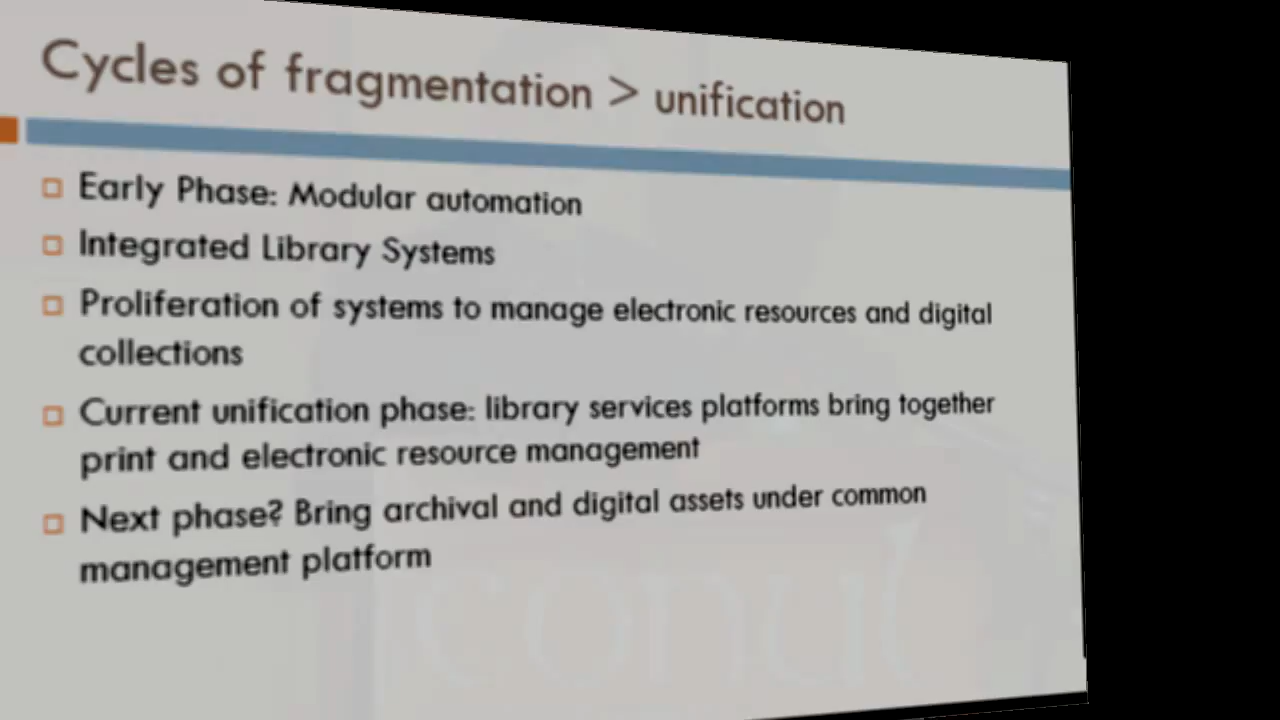 Cycles of fragmentation > unification
Early Phase: Modular automation
Integrated Library Systems
Proliferation of systems to manage electronic resources and digital
collections
Current unification phase: library services platforms bring together
print and electronic resource management
Next phase? Bring archival and digital assets under common
management platform
conul